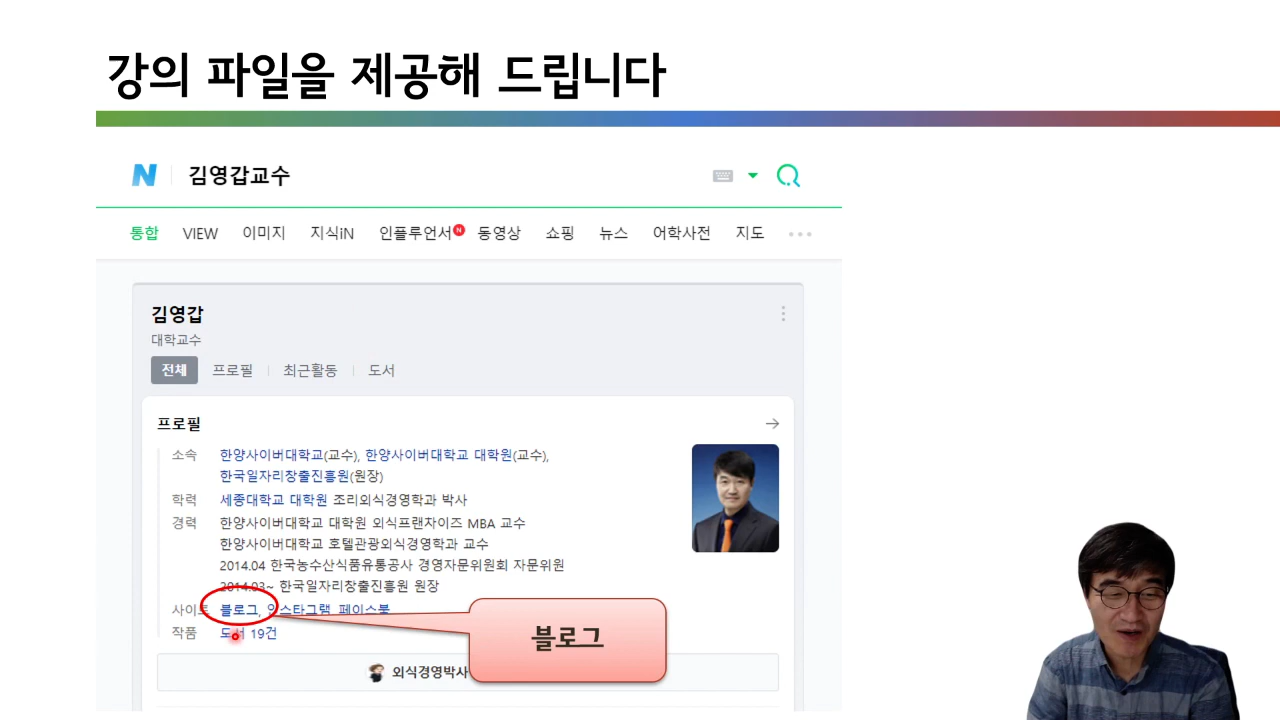 강의 파일을 제공해 드립니다
N 김영갑교수
통합 VIEW 이미지 지식iN 인플루언서 N 동영상 쇼핑 뉴스 어학사전 지도
김영갑
대학교수
전체 프로필 최근활동 도서
프로필
소속 한양사이버대학교(교수), 한양사이버대학교 대학원(교수),
한국일자리창출진흥원(원장)
학력 세종대학교 대학원 조리외식경영학과 박사
경력 한양사이버대학교 대학원 외식프랜차이즈 MBA 교수
한양사이버대학교 호텔관광외식경영학과 교수
2014.04 한국농수산식품유통공사 경영자문위원회 자문위원
2014.03~ 한국일자리창출진흥원 원장
사이트 블로그, 인스타그램 페이스북
작품 도서 19건
블로그
외식경영박사